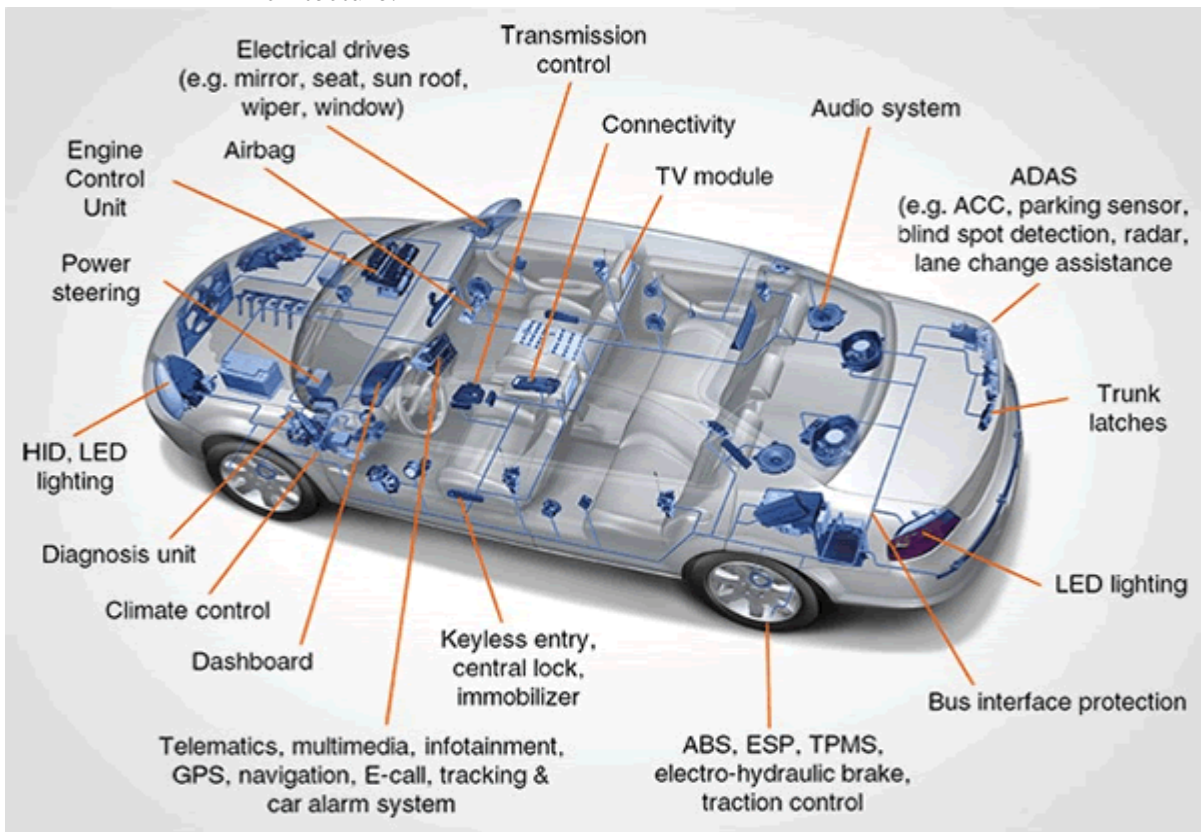 Transmission
control
Electrical drives
(e.g. mirror, seat, sun roof,
wiper, window)
Audio system
Connectivity
Airbag
Engine
Control
Unit
TV module
ADAS
(e.g. ACC, parking sensor,
blind spot detection, radar,
lane change assistance
Power
steering
Trunk
latches
HID, LED
lighting
Diagnosis unit
LED lighting
Climate control
Keyless entry,
central lock,
immobilizer
Dashboard
Bus interface protection
Telematics, multimedia, infotainment,
GPS, navigation, E-call, tracking &
car alarm system
ABS, ESP, TPMS,
electro-hydraulic brake,
traction control